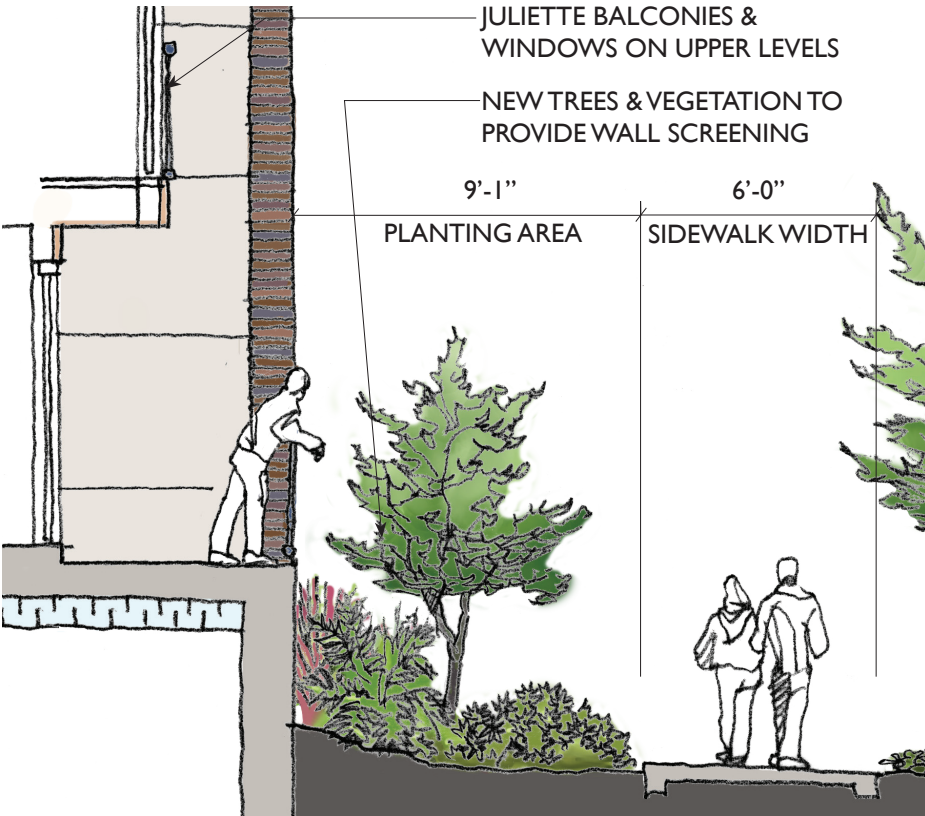 JULIETTE BALCONIES &
WINDOWS ON UPPER LEVELS
NEW TREES & VEGETATION TO
PROVIDE WALL SCREENING
9’-1” 6’-0”
PLANTING AREA SIDEWALK WIDTH